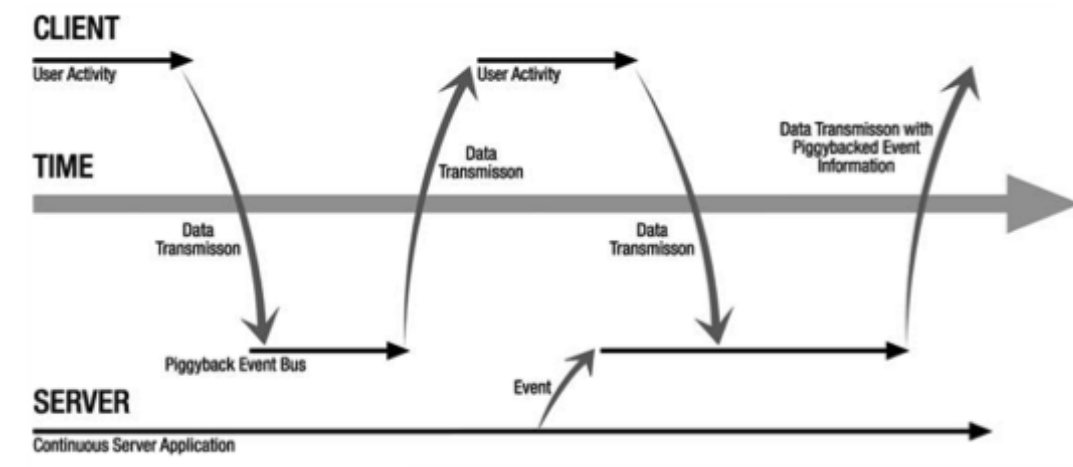 CLIENT
User Activity
User Activity
Data Transmisson with
Piggybacked Event
Information
Data
Transmisson
TIME
Data
Transmisson
Data
Transmisson
Piggyback Event Bus
Event
SERVER
Continuous Server Application